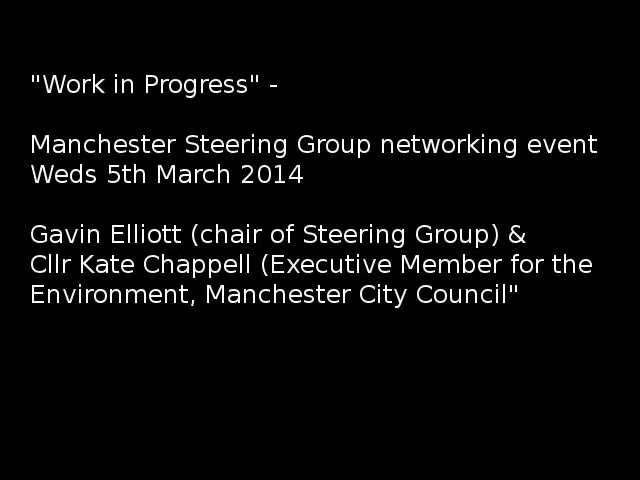 "Work in Progress" -
Manchester Steering Group networking event
Weds 5th March 2014
Gavin Elliott (chair of Steering Group) &
Cllr Kate Chappell (Executive Member for the
Environment, Manchester City Council"